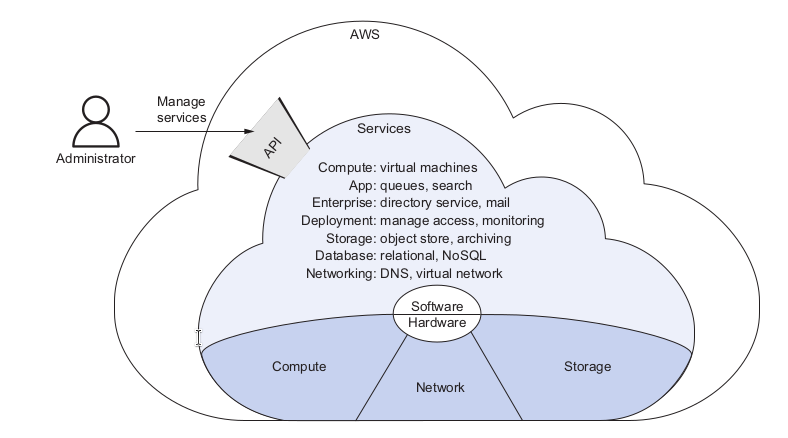 AWS
Manage
services
API
Administrator
Services
Compute: virtual machines
App: queues, search
Enterprise: directory service, mail
Deployment: manage access, monitoring
Storage: object store, archiving
Database: relational, NoSQL
Networking: DNS, virtual network
Software
Hardware
Compute
Network
Storage